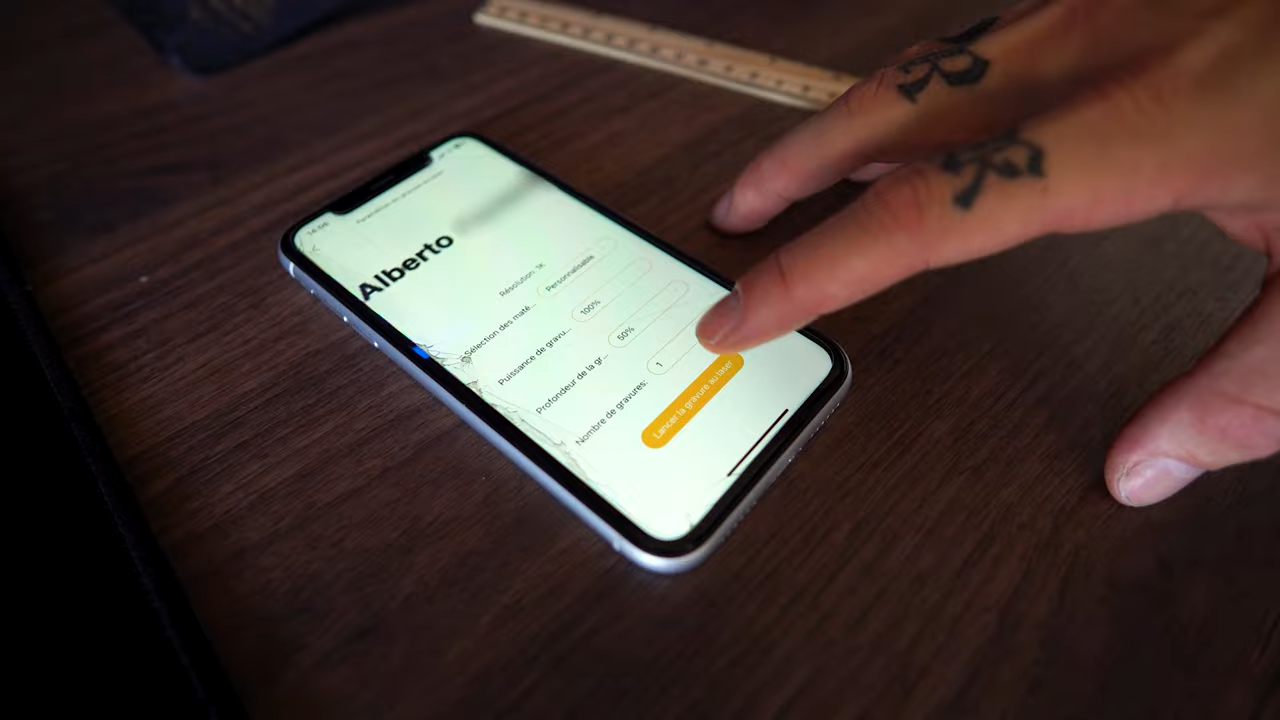 14:06
Alberto
Résolution: 1K
Sélection des maté... Personnalisable
Puissance de gravu... 100%
Profondeur de la gr... 50%
Nombre de gravures: 1
Lancer la gravure au laser
R
R